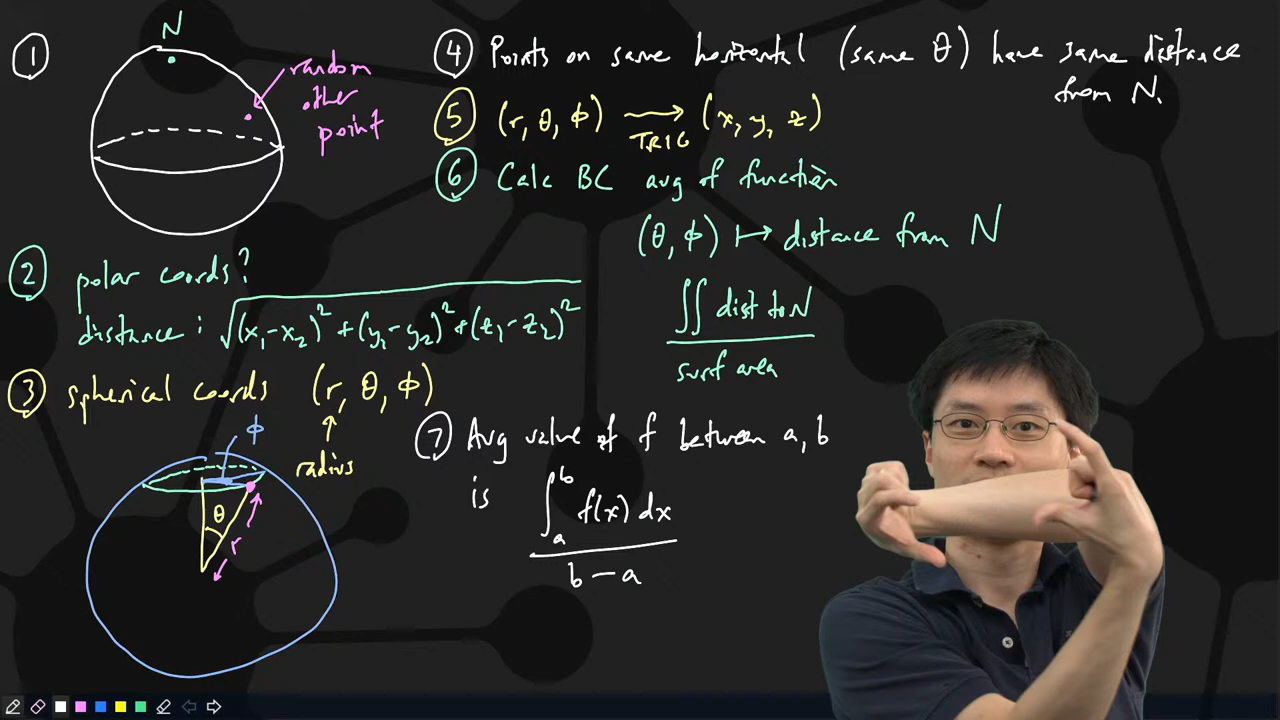 ①
N
random
other
point
② polar coords?
distance: √(x₁-x₂)²+(y₁-y₂)²+(z₁-z₂)²
③ spherical coords (r, θ, ϕ)
radius
ϕ
θ
r
④ Points on same horizontal (same θ) have same distance
from N.
⑤ (r, θ, ϕ) → (x, y, z)
TRIG
⑥ Calc BC avg of function
(θ, ϕ) ↦ distance from N
∬ dist to N
surf area
⑦ Avg value of f between a, b
is ∫ₐᵇ f(x) dx
b - a